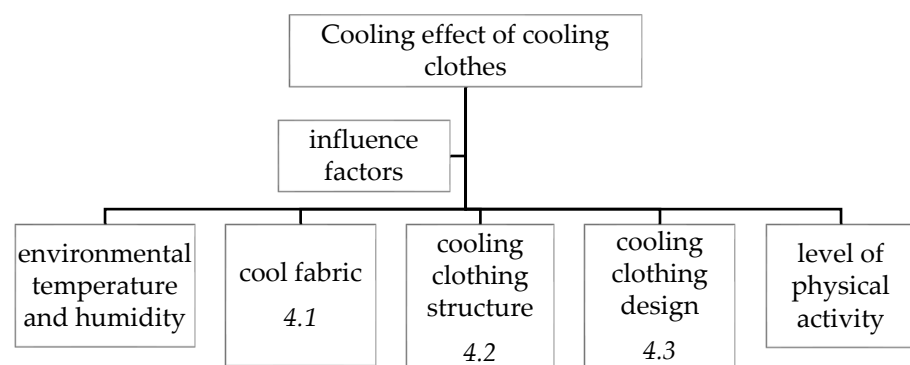 Cooling effect of cooling
clothes
influence
factors
environmental
temperature
and humidity
cool fabric
4.1
cooling
clothing
structure
4.2
cooling
clothing
design
4.3
level of
physical
activity